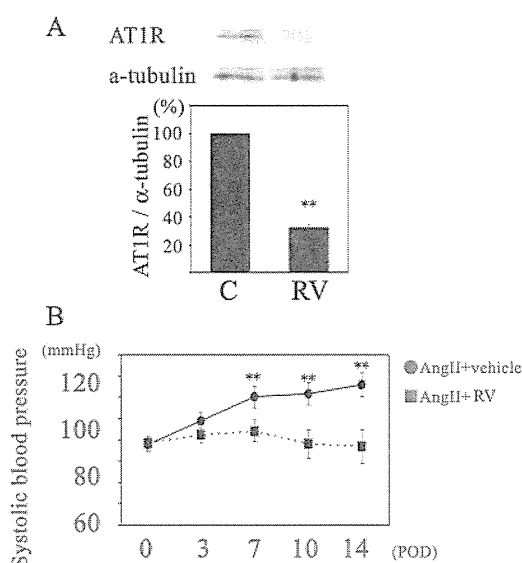 A
AT1R
a-tubulin
(%)
AT1R / α-tubulin
100
80
60
40
20
**
C
RV
B
(mmHg)
Systolic blood pressure
120
100
80
60
**
**
**
AngII+vehicle
AngII+RV
0 3 7 10 14 (POD)